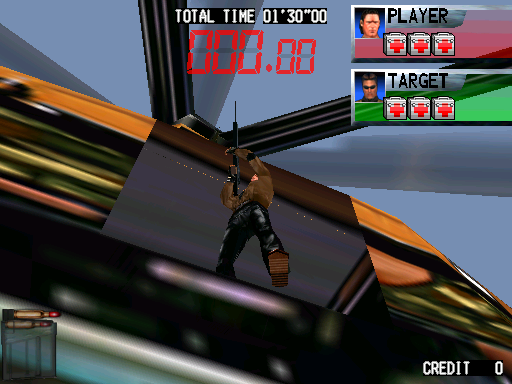 TOTAL TIME 01'30"00
000.00
PLAYER
TARGET
CREDIT 0